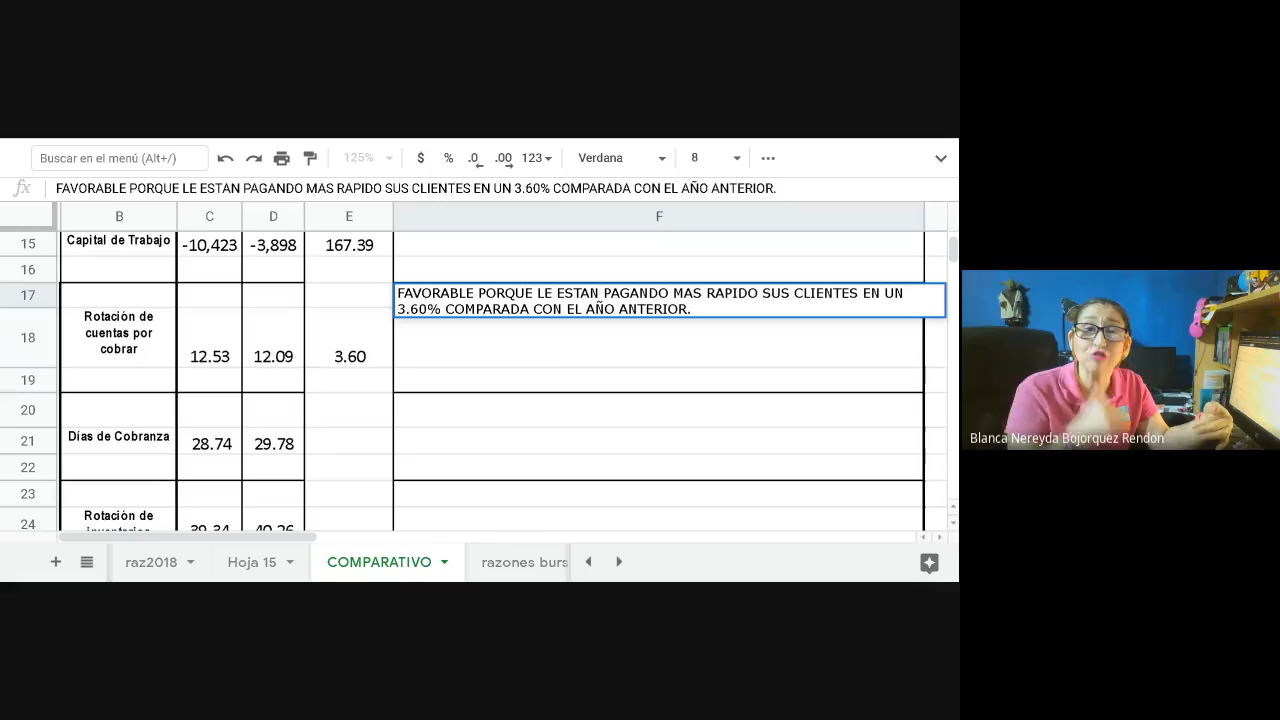 Buscar en el menú (Alt+/)
125%
$ % .0 .00 123
Verdana
8
fx FAVORABLE PORQUE LE ESTAN PAGANDO MAS RAPIDO SUS CLIENTES EN UN 3.60% COMPARADA CON EL AÑO ANTERIOR.
B C D E F
15 Capital de Trabajo -10,423 -3,898 167.39
16
17 FAVORABLE PORQUE LE ESTAN PAGANDO MAS RAPIDO SUS CLIENTES EN UN
3.60% COMPARADA CON EL AÑO ANTERIOR.
18 Rotación de
cuentas por
cobrar 12.53 12.09 3.60
19
20
21 Días de Cobranza 28.74 29.78
22
23
24 Rotación de
inventarios 39.34 40.26
raz2018 Hoja 15 COMPARATIVO razones burs
Blanca Nereyda Bojorquez Rendon